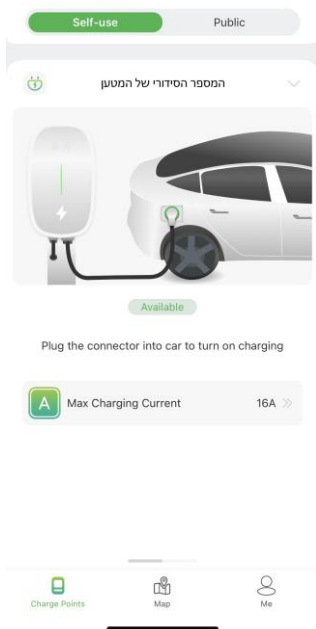 Self-use
Public
המספר הסידורי של המטען
Available
Plug the connector into car to turn on charging
A Max Charging Current 16A
Charge Points
Map
Me